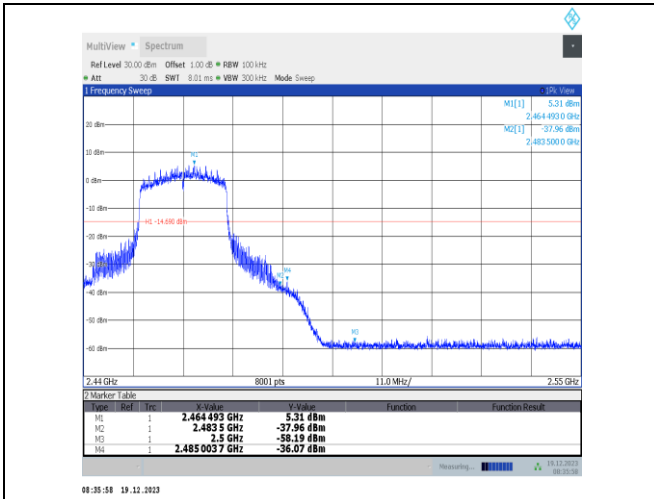 MultiView Spectrum
Ref Level 30.00 dBm Offset 1.00 dB RBW 100 kHz
Att 30 dB SWT 8.01 ms VBW 300 kHz Mode Sweep
1 Frequency Sweep 1Pk View
M1[1] 5.31 dBm
2.464 493 0 GHz
M2[1] -37.96 dBm
2.483 500 0 GHz
20 dBm
10 dBm
M1
0 dBm
-10 dBm
H1 -14.690 dBm
-20 dBm
-30 dBm
M4
-40 dBm
-50 dBm
M3
-60 dBm
2.44 GHz 8001 pts 11.0 MHz/ 2.55 GHz
2 Marker Table
Type Ref Trc X-Value Y-Value Function Function Result
M1 1 2.464 493 GHz 5.31 dBm
M2 1 2.483 5 GHz -37.96 dBm
M3 1 2.5 GHz -58.19 dBm
M4 1 2.485 003 7 GHz -36.07 dBm
Measuring... 19.12.2023
08:35:58
08:35:58 19.12.2023